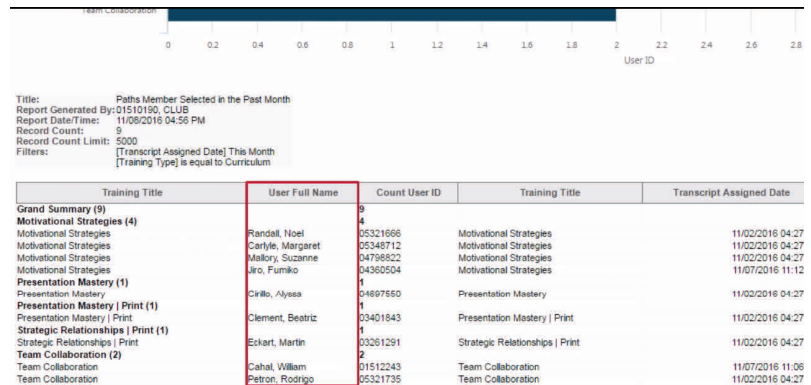 Team Collaboration
0 0.2 0.4 0.6 0.8 1 1.2 1.4 1.6 1.8 2 2.2 2.4 2.6 2.8
User ID
Title: Paths Member Selected in the Past Month
Report Generated By: 01510190, CLUB
Report Date/Time: 11/08/2016 04:56 PM
Record Count: 9
Record Count Limit: 5000
Filters: [Transcript Assigned Date] This Month
[Training Type] is equal to Curriculum
Training Title User Full Name Count User ID Training Title Transcript Assigned Date
Grand Summary (9) 9
Motivational Strategies (4) 4
Motivational Strategies Randall, Noel 05321666 Motivational Strategies 11/02/2016 04:27
Motivational Strategies Carlyle, Margaret 05348712 Motivational Strategies 11/02/2016 04:27
Motivational Strategies Mallory, Suzanne 04798822 Motivational Strategies 11/02/2016 04:27
Motivational Strategies Jiro, Fumiko 04360504 Motivational Strategies 11/07/2016 11:12
Presentation Mastery (1) 1
Presentation Mastery Cirillo, Alyssa 04697550 Presentation Mastery 11/02/2016 04:27
Presentation Mastery | Print (1) 1
Presentation Mastery | Print Clement, Beatriz 03401843 Presentation Mastery | Print 11/02/2016 04:27
Strategic Relationships | Print (1) 1
Strategic Relationships | Print Eckart, Martin 03261291 Strategic Relationships | Print 11/02/2016 04:27
Team Collaboration (2) 2
Team Collaboration Cahal, William 01512243 Team Collaboration 11/07/2016 11:06
Team Collaboration Petron, Rodrigo 05321735 Team Collaboration 11/02/2016 04:27